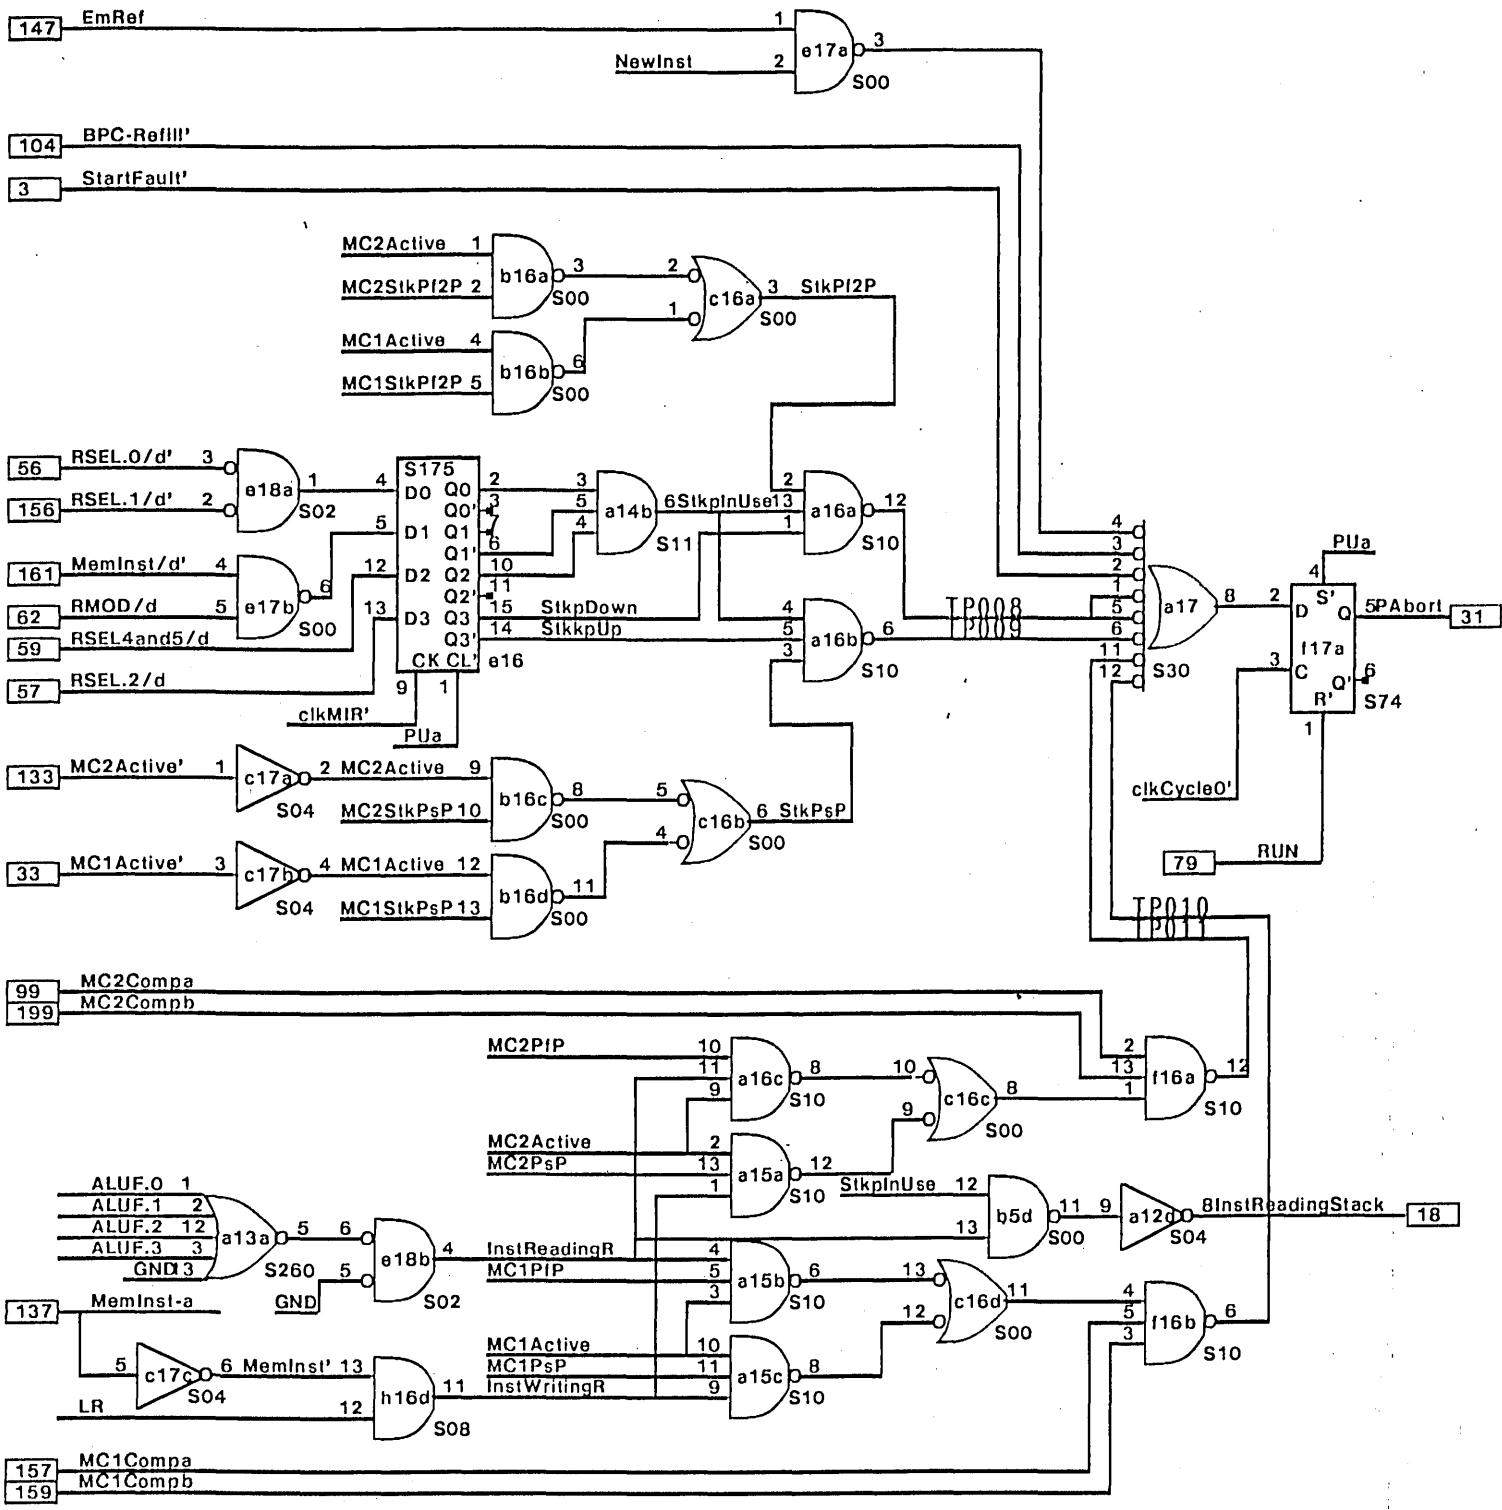 147 EmRef 1 e17a 3
NewInst 2 S00
104 BPC-Refill'
3 StartFault'
MC2Active 1 b16a 3 2 c16a 3 StkPf2P
MC2StkPf2P 2 S00 1 S00
MC1Active 4 b16b 6
MC1StkPf2P 5 S00
56 RSEL.0/d' 3 e18a 1 4 S175 D0 Q0 2 3
156 RSEL.1/d' 2 S02 Q0' 3
5 D1 Q1 7 5 a14b 6 StkpInUse 13 2 a16a 12
Q1' 6 4 S11 1 S10
161 MemInst/d' 4 e17b 6 12 D2 Q2 10
62 RMOD/d 5 S00 Q2' 11
59 RSEL4and5/d 13 D3 Q3 15 StkpDown
Q3' 14 StkkpUp 4 5 3 a16b 6 S10
57 RSEL.2/d CK CL' e16
9 1
clkMIR'
PUa
TP008
TP009
4 3 2 1 5 6 11 12 a17 8 S30
2 D S' Q 5 PAbort 31
PUa 4
3 C f17a Q' 6
R' S74
1
clkCycle0'
79 RUN
133 MC2Active' 1 c17a 2 MC2Active 9 b16c 8 5 c16b 6 StkPsP
S04 MC2StkPsP 10 S00 4 S00
33 MC1Active' 3 c17b 4 MC1Active 12 b16d 11
S04 MC1StkPsP 13 S00
TP010
TP011
99 MC2Compa
199 MC2Compb
MC2PfP 10 11 9 a16c 8 10 c16c 8 2 13 1 f16a 12
S10 9 S00 S10
MC2Active 2
MC2PsP 13 a15a 12
1 S10
StkpInUse 12 b5d 11 9 a12d 8 InstReadingStack 18
13 S00 S04
ALUF.0 1
ALUF.1 2
ALUF.2 12 a13a 5 6 e18b 4 InstReadingR 4
ALUF.3 3 S260 5 S02 MC1PfP 5 a15b 6 13 c16d 11 4 f16b 6
GND 13 GND 3 S10 12 S00 5 3 S10
137 MemInst-a
MC1Active 10
5 c17c 6 MemInst' 13 h16d 11 MC1PsP 11 a15c 8
S04 InstWritingR 9 S10
LR 12 S08
157 MC1Compa
159 MC1Compb